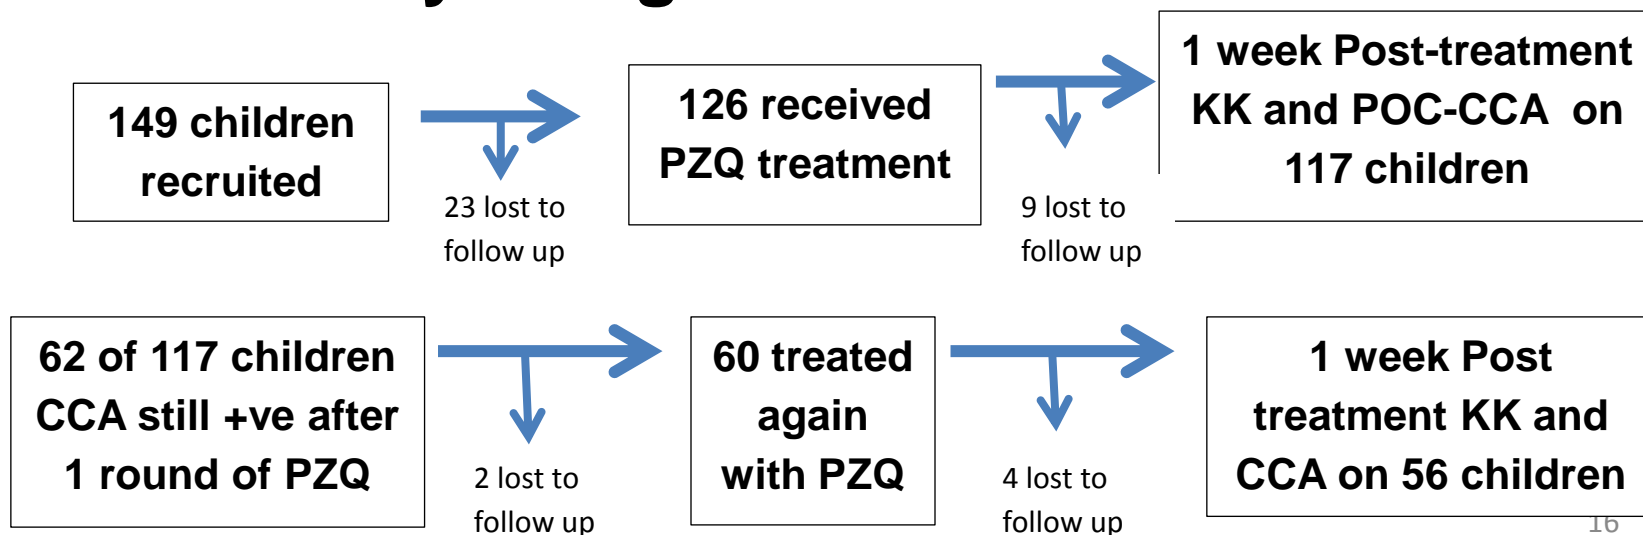 149 children
recruited
23 lost to
follow up
126 received
PZQ treatment
9 lost to
follow up
1 week Post-treatment
KK and POC-CCA on
117 children
62 of 117 children
CCA still +ve after
1 round of PZQ
2 lost to
follow up
60 treated
again
with PZQ
4 lost to
follow up
1 week Post
treatment KK and
CCA on 56 children
16